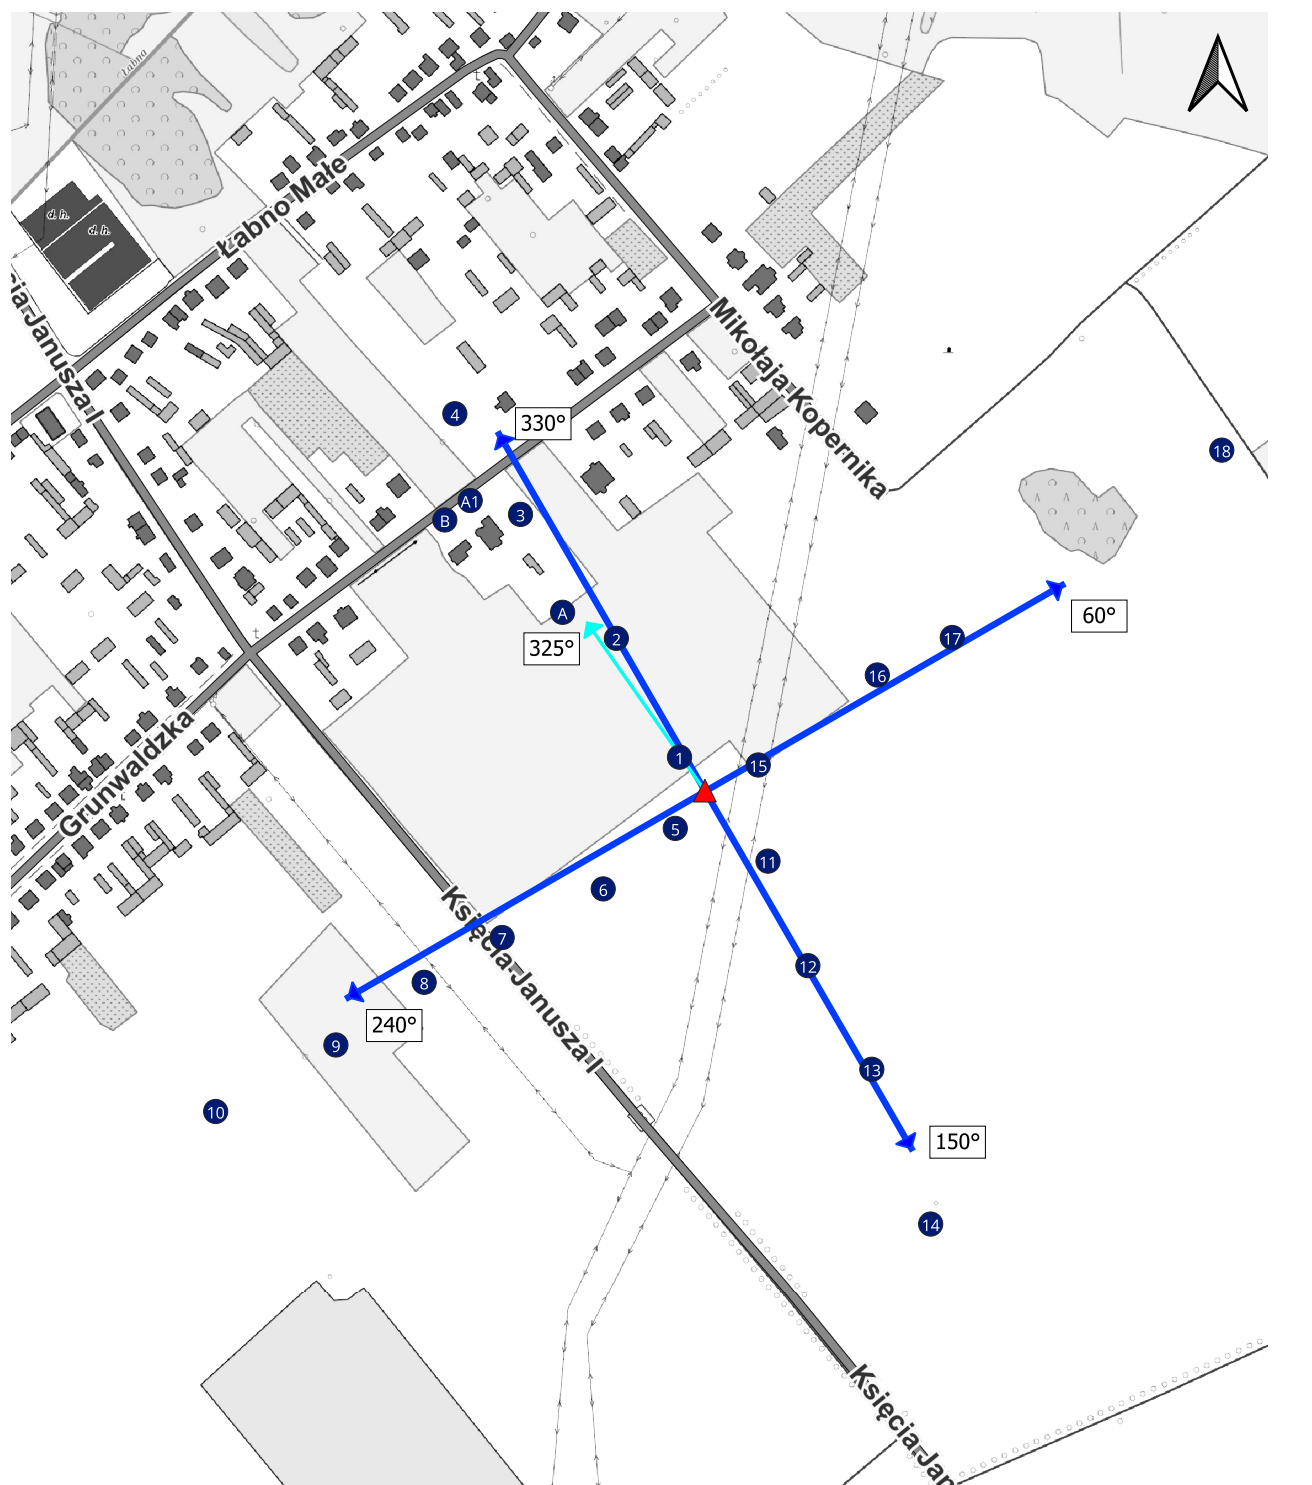 Łabna
t
d. h.
d. h.
Łabno Małe
cia Janusza I
Mikołaja Kopernika
4
330°
18
A1
B
3
A
60°
325°
2
17
t
16
Grunwaldzka
1
15
5
11
6
Księcia Janusza I
7
12
8
240°
9
13
10
150°
14
Księcia Jan